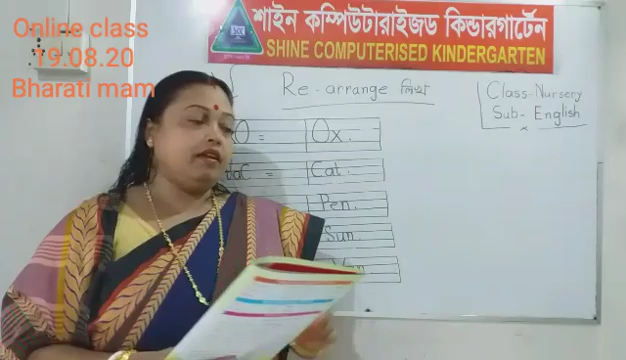 Online class
19.08.20
Bharati mam
শাইন কম্পিউটারাইজড কিন্ডারগার্টেন
SHINE COMPUTERISED KINDERGARTEN
Re-arrange লিখ
Class-Nursery
Sub- English
O = Ox.
= Cat.
Pen.
Sun.